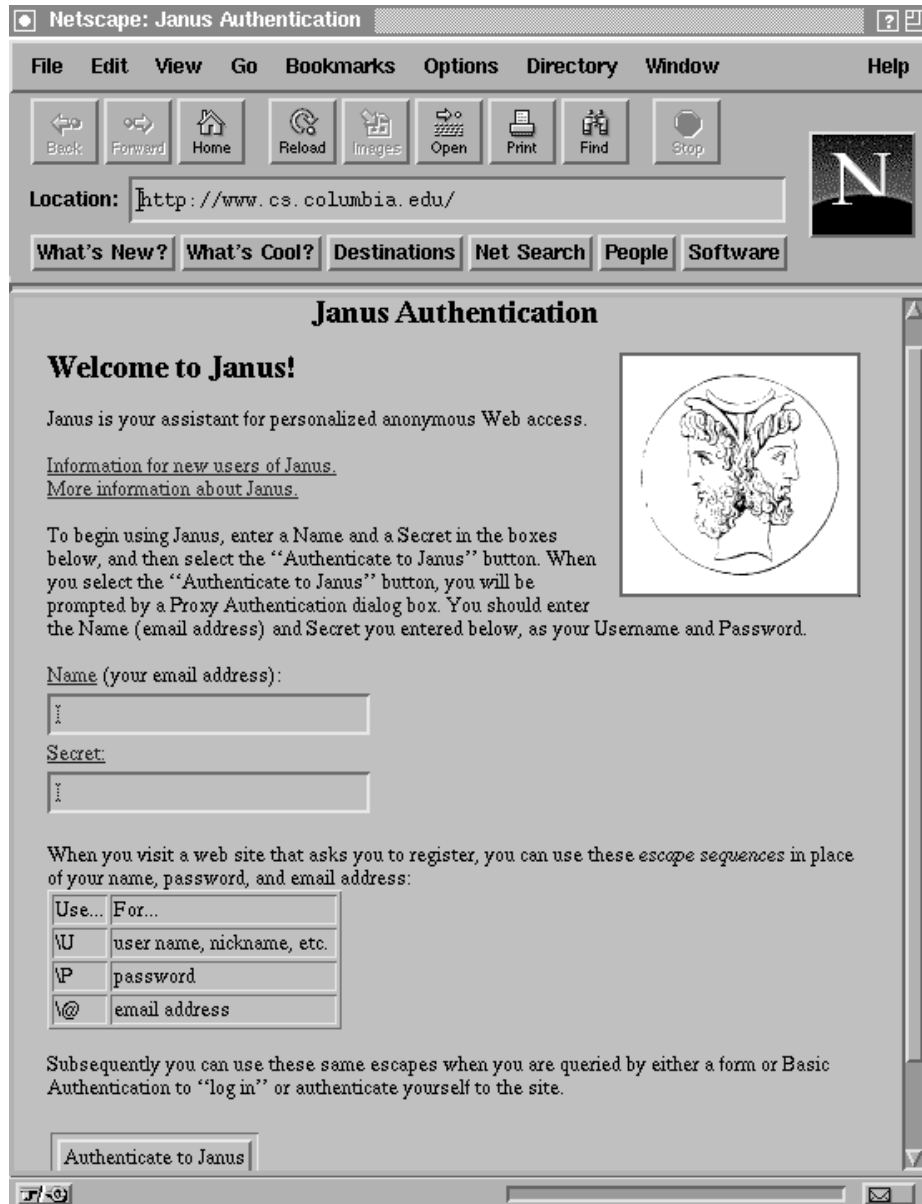 Netscape: Janus Authentication
?
File Edit View Go Bookmarks Options Directory Window Help
Back Forward Home Reload Images Open Print Find Stop
N
Location: http://www.cs.columbia.edu/
What's New? What's Cool? Destinations Net Search People Software
Janus Authentication
Welcome to Janus!
Janus is your assistant for personalized anonymous Web access.
Information for new users of Janus.
More information about Janus.
To begin using Janus, enter a Name and a Secret in the boxes
below, and then select the ‘‘Authenticate to Janus’’ button. When
you select the ‘‘Authenticate to Janus’’ button, you will be
prompted by a Proxy Authentication dialog box. You should enter
the Name (email address) and Secret you entered below, as your Username and Password.
Name (your email address):
Secret:
When you visit a web site that asks you to register, you can use these escape sequences in place
of your name, password, and email address:
Use... For...
\U user name, nickname, etc.
\P password
\@ email address
Subsequently you can use these same escapes when you are queried by either a form or Basic
Authentication to ‘‘log in’’ or authenticate yourself to the site.
Authenticate to Janus